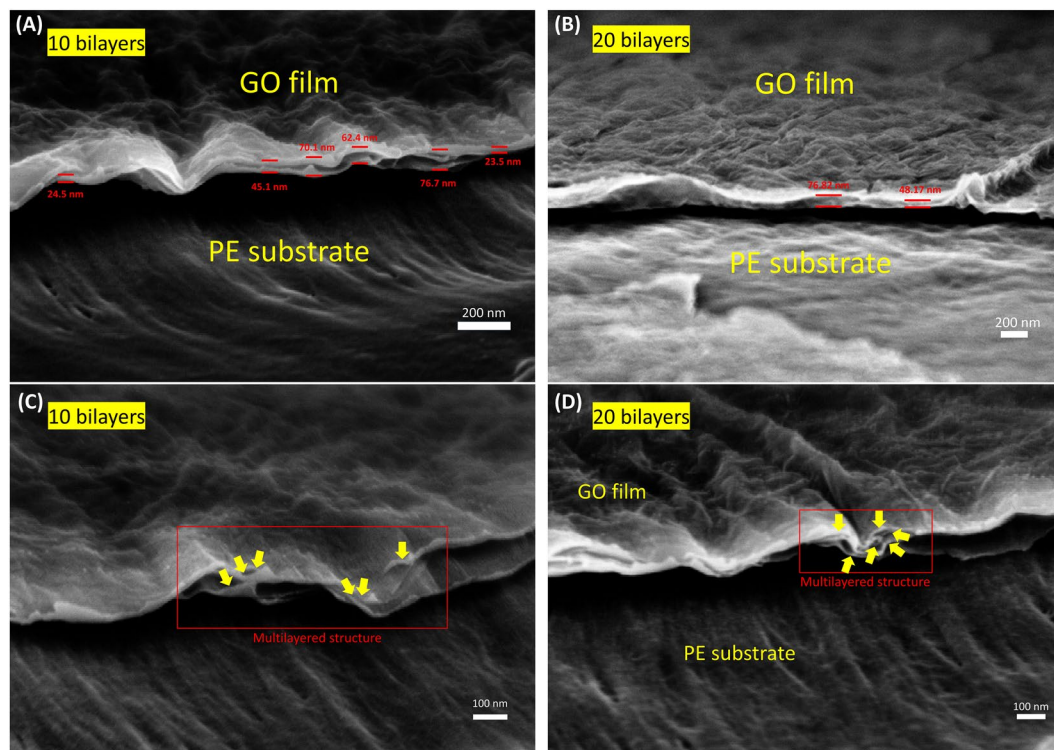 (A)
10 bilayers
GO film
62.4 nm
70.1 nm
23.5 nm
24.5 nm
45.1 nm
76.7 nm
PE substrate
200 nm
(B)
20 bilayers
GO film
48.17 nm
PE substrate
200 nm
(C)
10 bilayers
Multilayered structure
100 nm
(D)
20 bilayers
GO film
Multilayered structure
PE substrate
100 nm